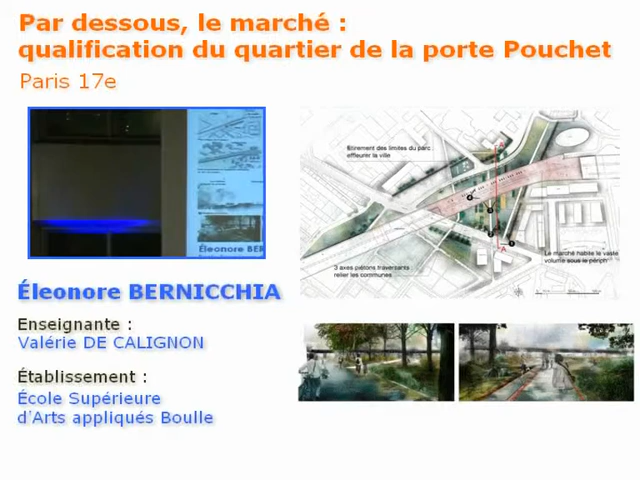 Par dessous, le marché :
qualification du quartier de la porte Pouchet
Paris 17e
Étirement des limites du parc
effleurer la ville
3 axes piétons traversants
relier les communes
Le marché habite le vaste
volume sous le périph
Éleonore BER
Éleonore BERNICCHIA
Enseignante :
Valérie DE CALIGNON
Établissement :
École Supérieure
d'Arts appliqués Boulle